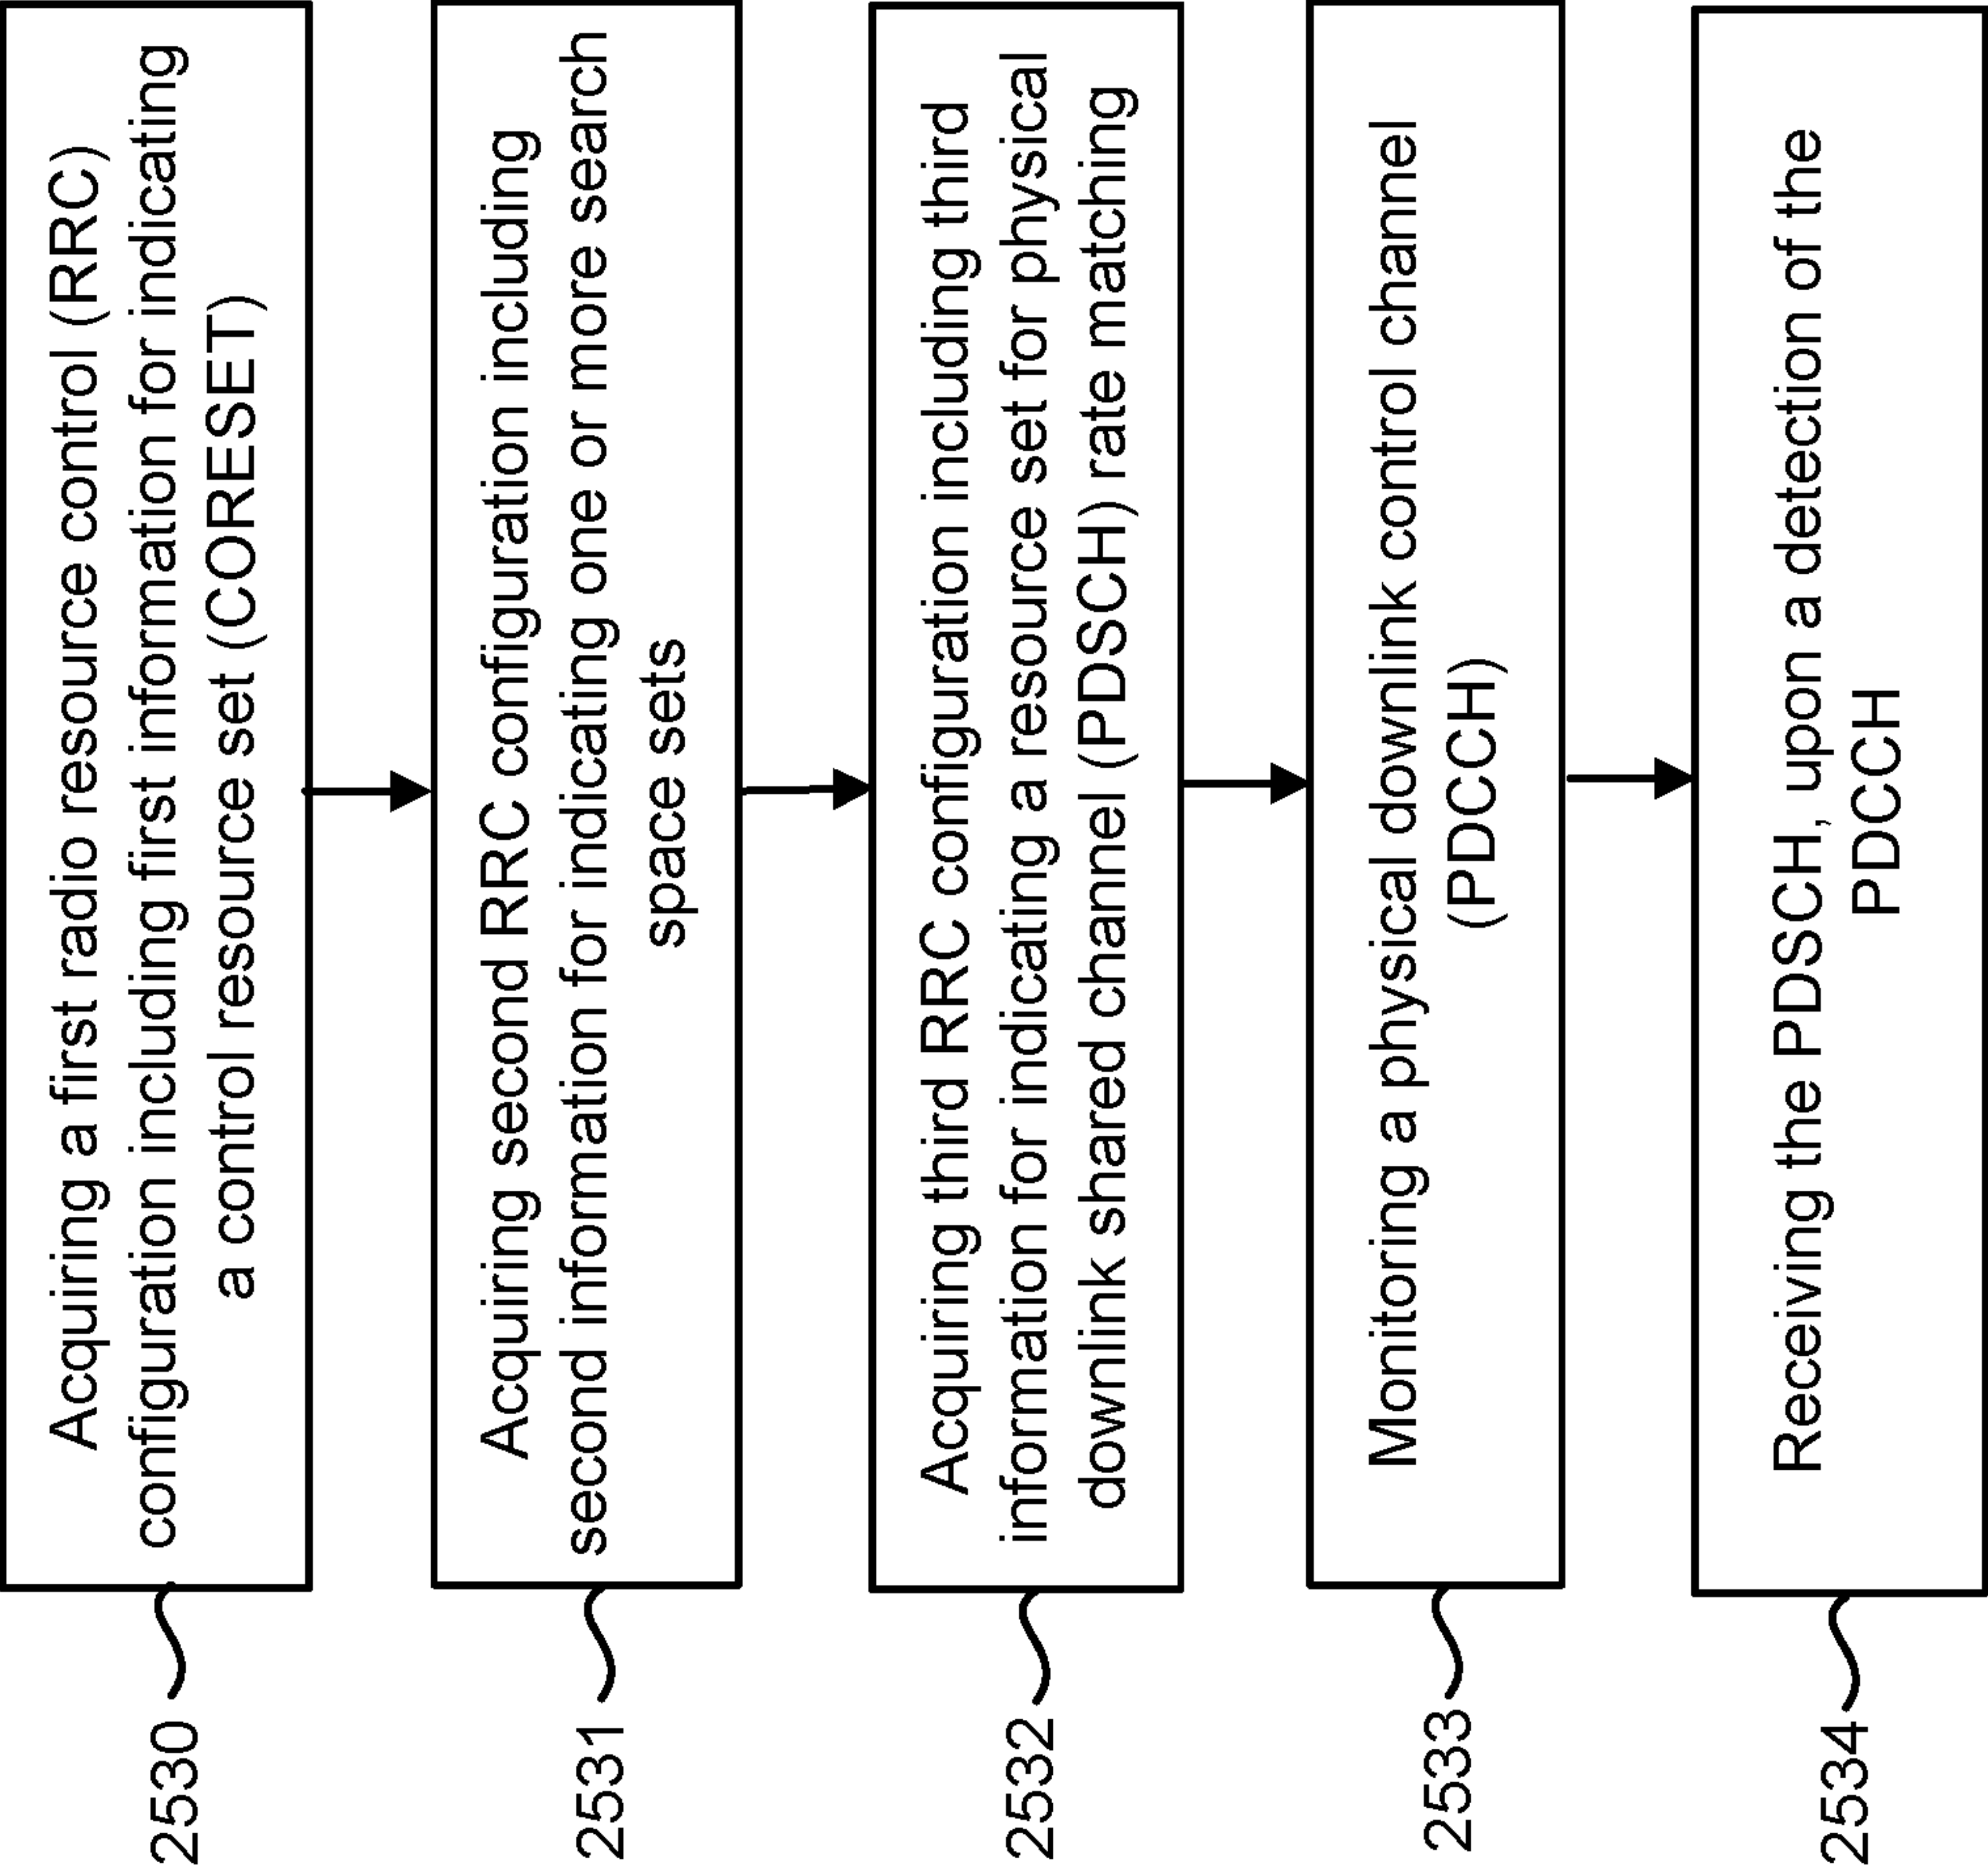 2530
Acquiring a first radio resource control (RRC)
configuration including first information for indicating
a control resource set (CORESET)
2531
Acquiring second RRC configuration including
second information for indicating one or more search
space sets
2532
Acquiring third RRC configuration including third
information for indicating a resource set for physical
downlink shared channel (PDSCH) rate matching
2533
Monitoring a physical downlink control channel
(PDCCH)
2534
Receiving the PDSCH, upon a detection of the
PDCCH